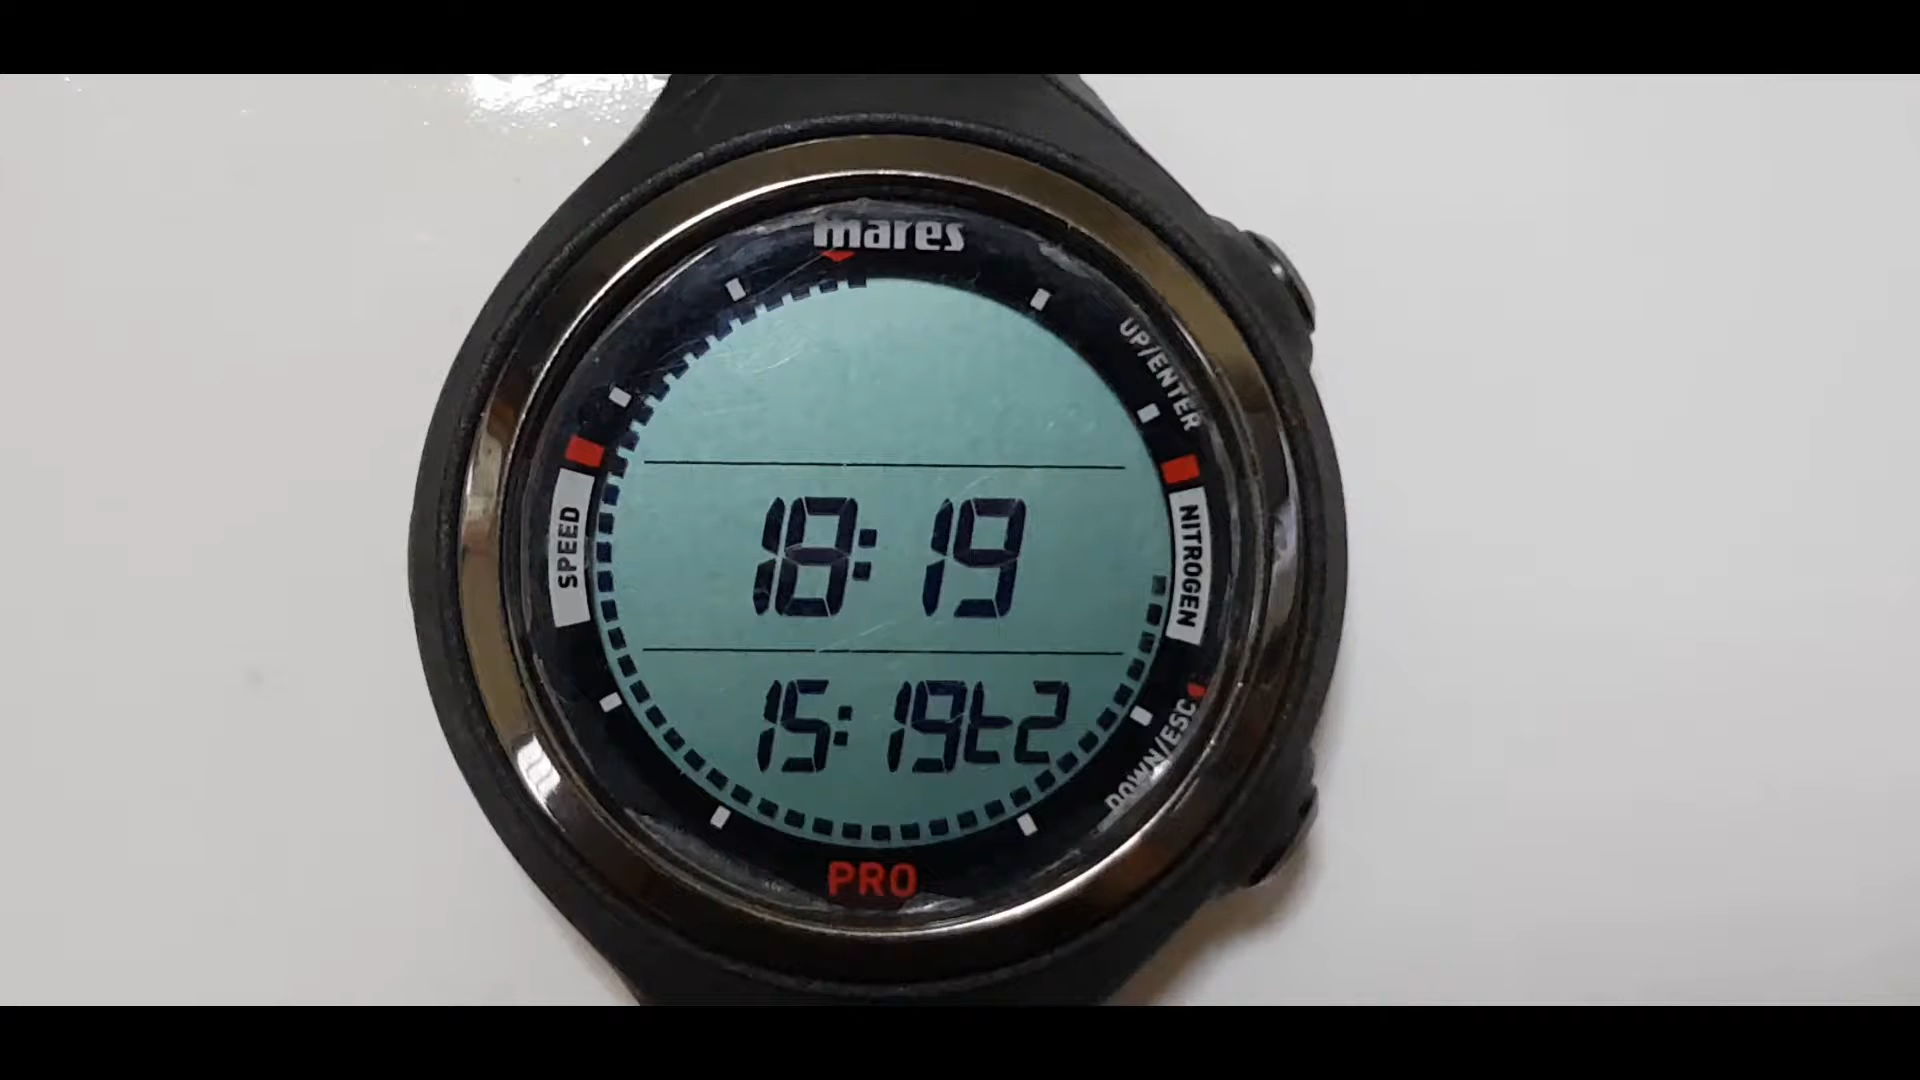 mares
UP/ENTER
SPEED
18:19
NITROGEN
15:19t2
DOWN/ESC
PRO